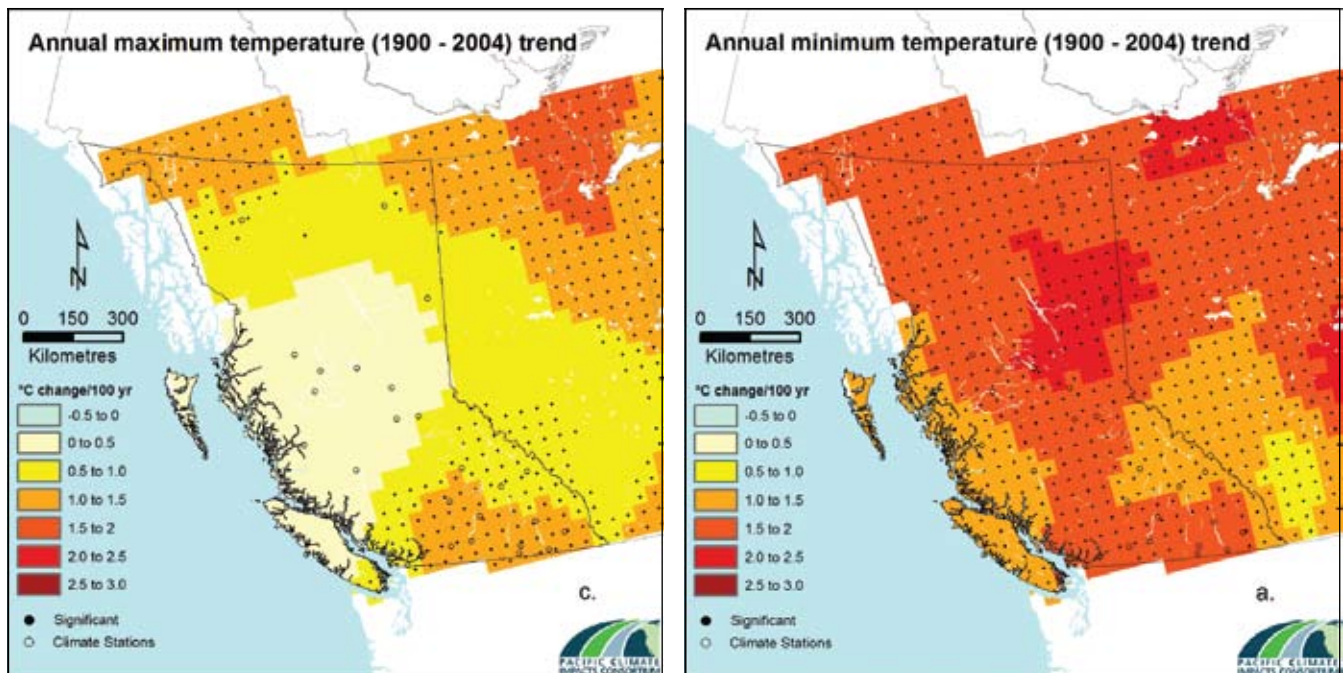 Annual maximum temperature (1900 - 2004) trend
N
0 150 300
Kilometres
°C change/100 yr
-0.5 to 0
0 to 0.5
0.5 to 1.0
1.0 to 1.5
1.5 to 2
2.0 to 2.5
2.5 to 3.0
Significant
Climate Stations
c.
PACIFIC CLIMATE
IMPACTS CONSORTIUM
Annual minimum temperature (1900 - 2004) trend
N
0 150 300
Kilometres
°C change/100 yr
-0.5 to 0
0 to 0.5
0.5 to 1.0
1.0 to 1.5
1.5 to 2
2.0 to 2.5
2.5 to 3.0
Significant
Climate Stations
a.
PACIFIC CLIMATE
IMPACTS CONSORTIUM